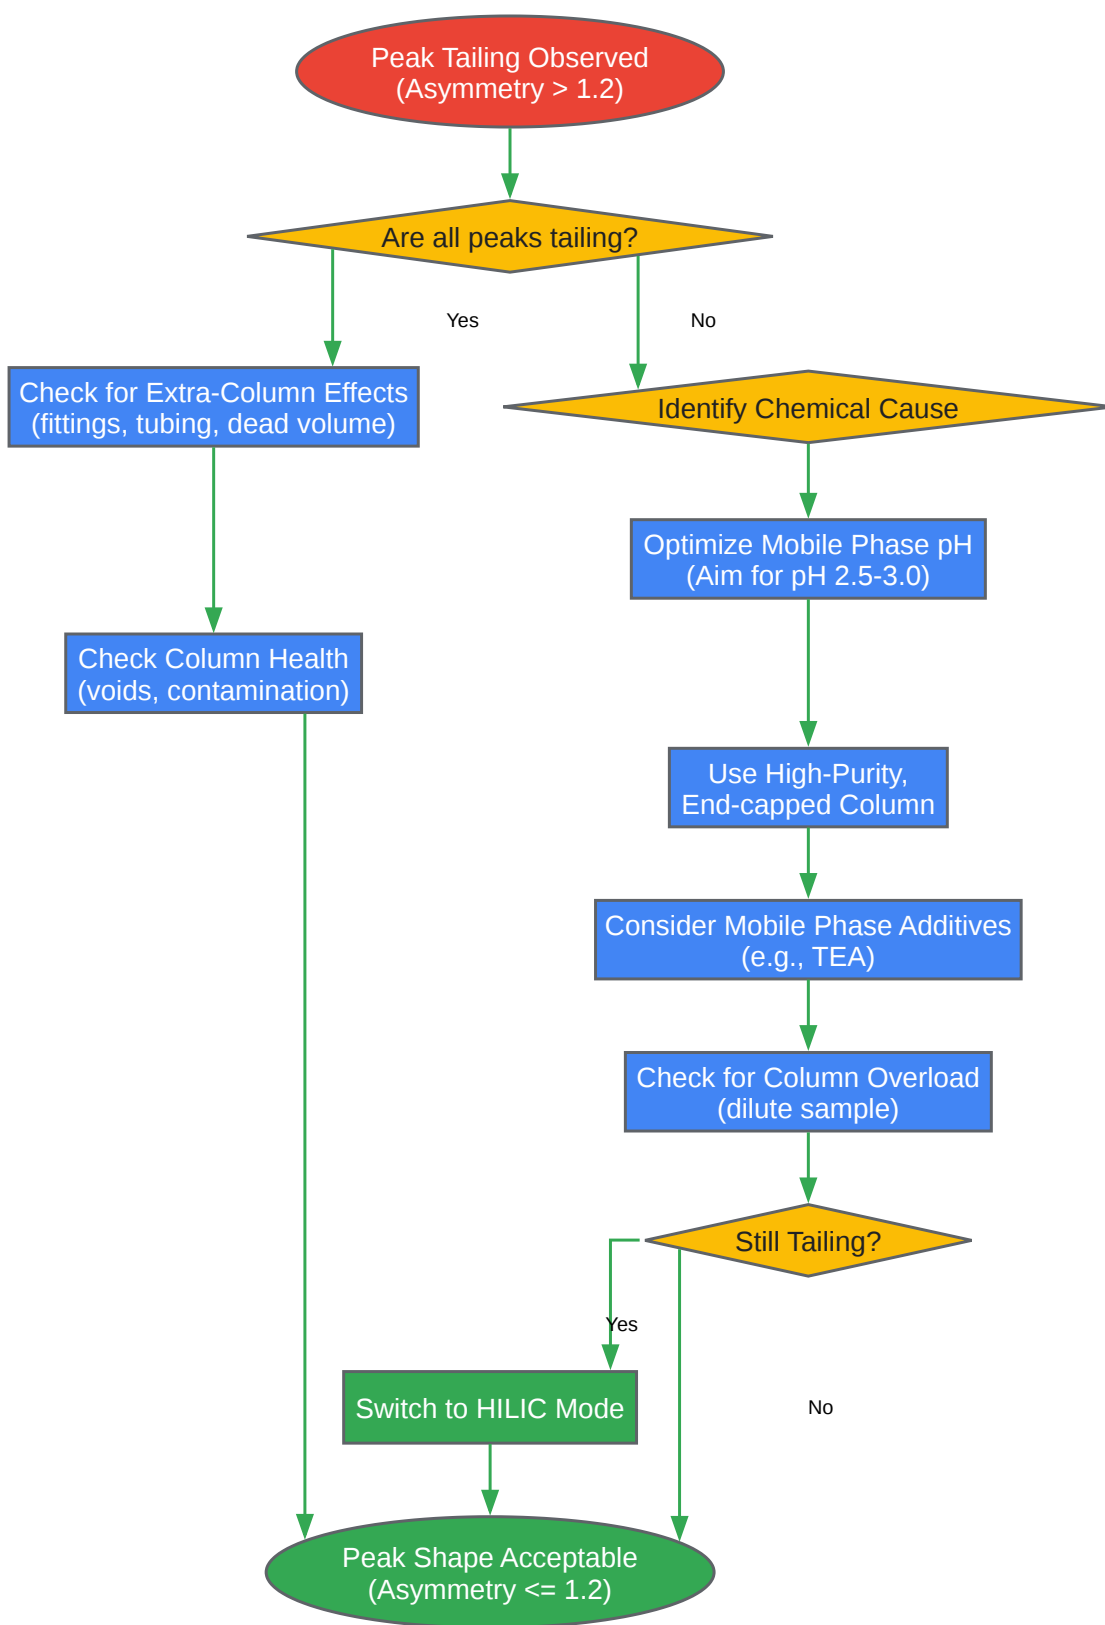 Peak Tailing Observed
(Asymmetry > 1.2)
Are all peaks tailing?
Yes
No
Check for Extra-Column Effects
(fittings, tubing, dead volume)
Identify Chemical Cause
Optimize Mobile Phase pH
(Aim for pH 2.5-3.0)
Check Column Health
(voids, contamination)
Use High-Purity,
End-capped Column
Consider Mobile Phase Additives
(e.g., TEA)
Check for Column Overload
(dilute sample)
Still Tailing?
Yes
Switch to HILIC Mode
No
Peak Shape Acceptable
(Asymmetry <= 1.2)